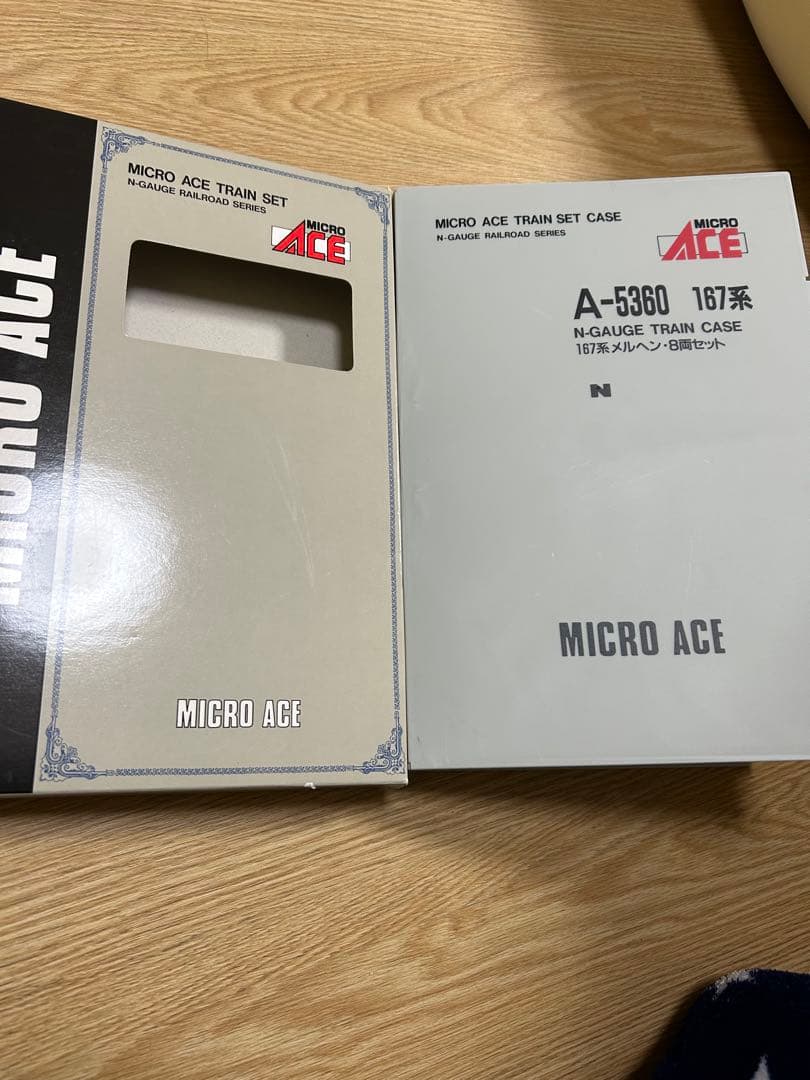 MICRO ACE
MICRO ACE TRAIN SET
N-GAUGE RAILROAD SERIES
MICRO
ACE
MICRO ACE
MICRO ACE TRAIN SET CASE
N-GAUGE RAILROAD SERIES
MICRO
ACE
A-5360 167系
N-GAUGE TRAIN CASE
167系メルヘン・8両セット
N
MICRO ACE